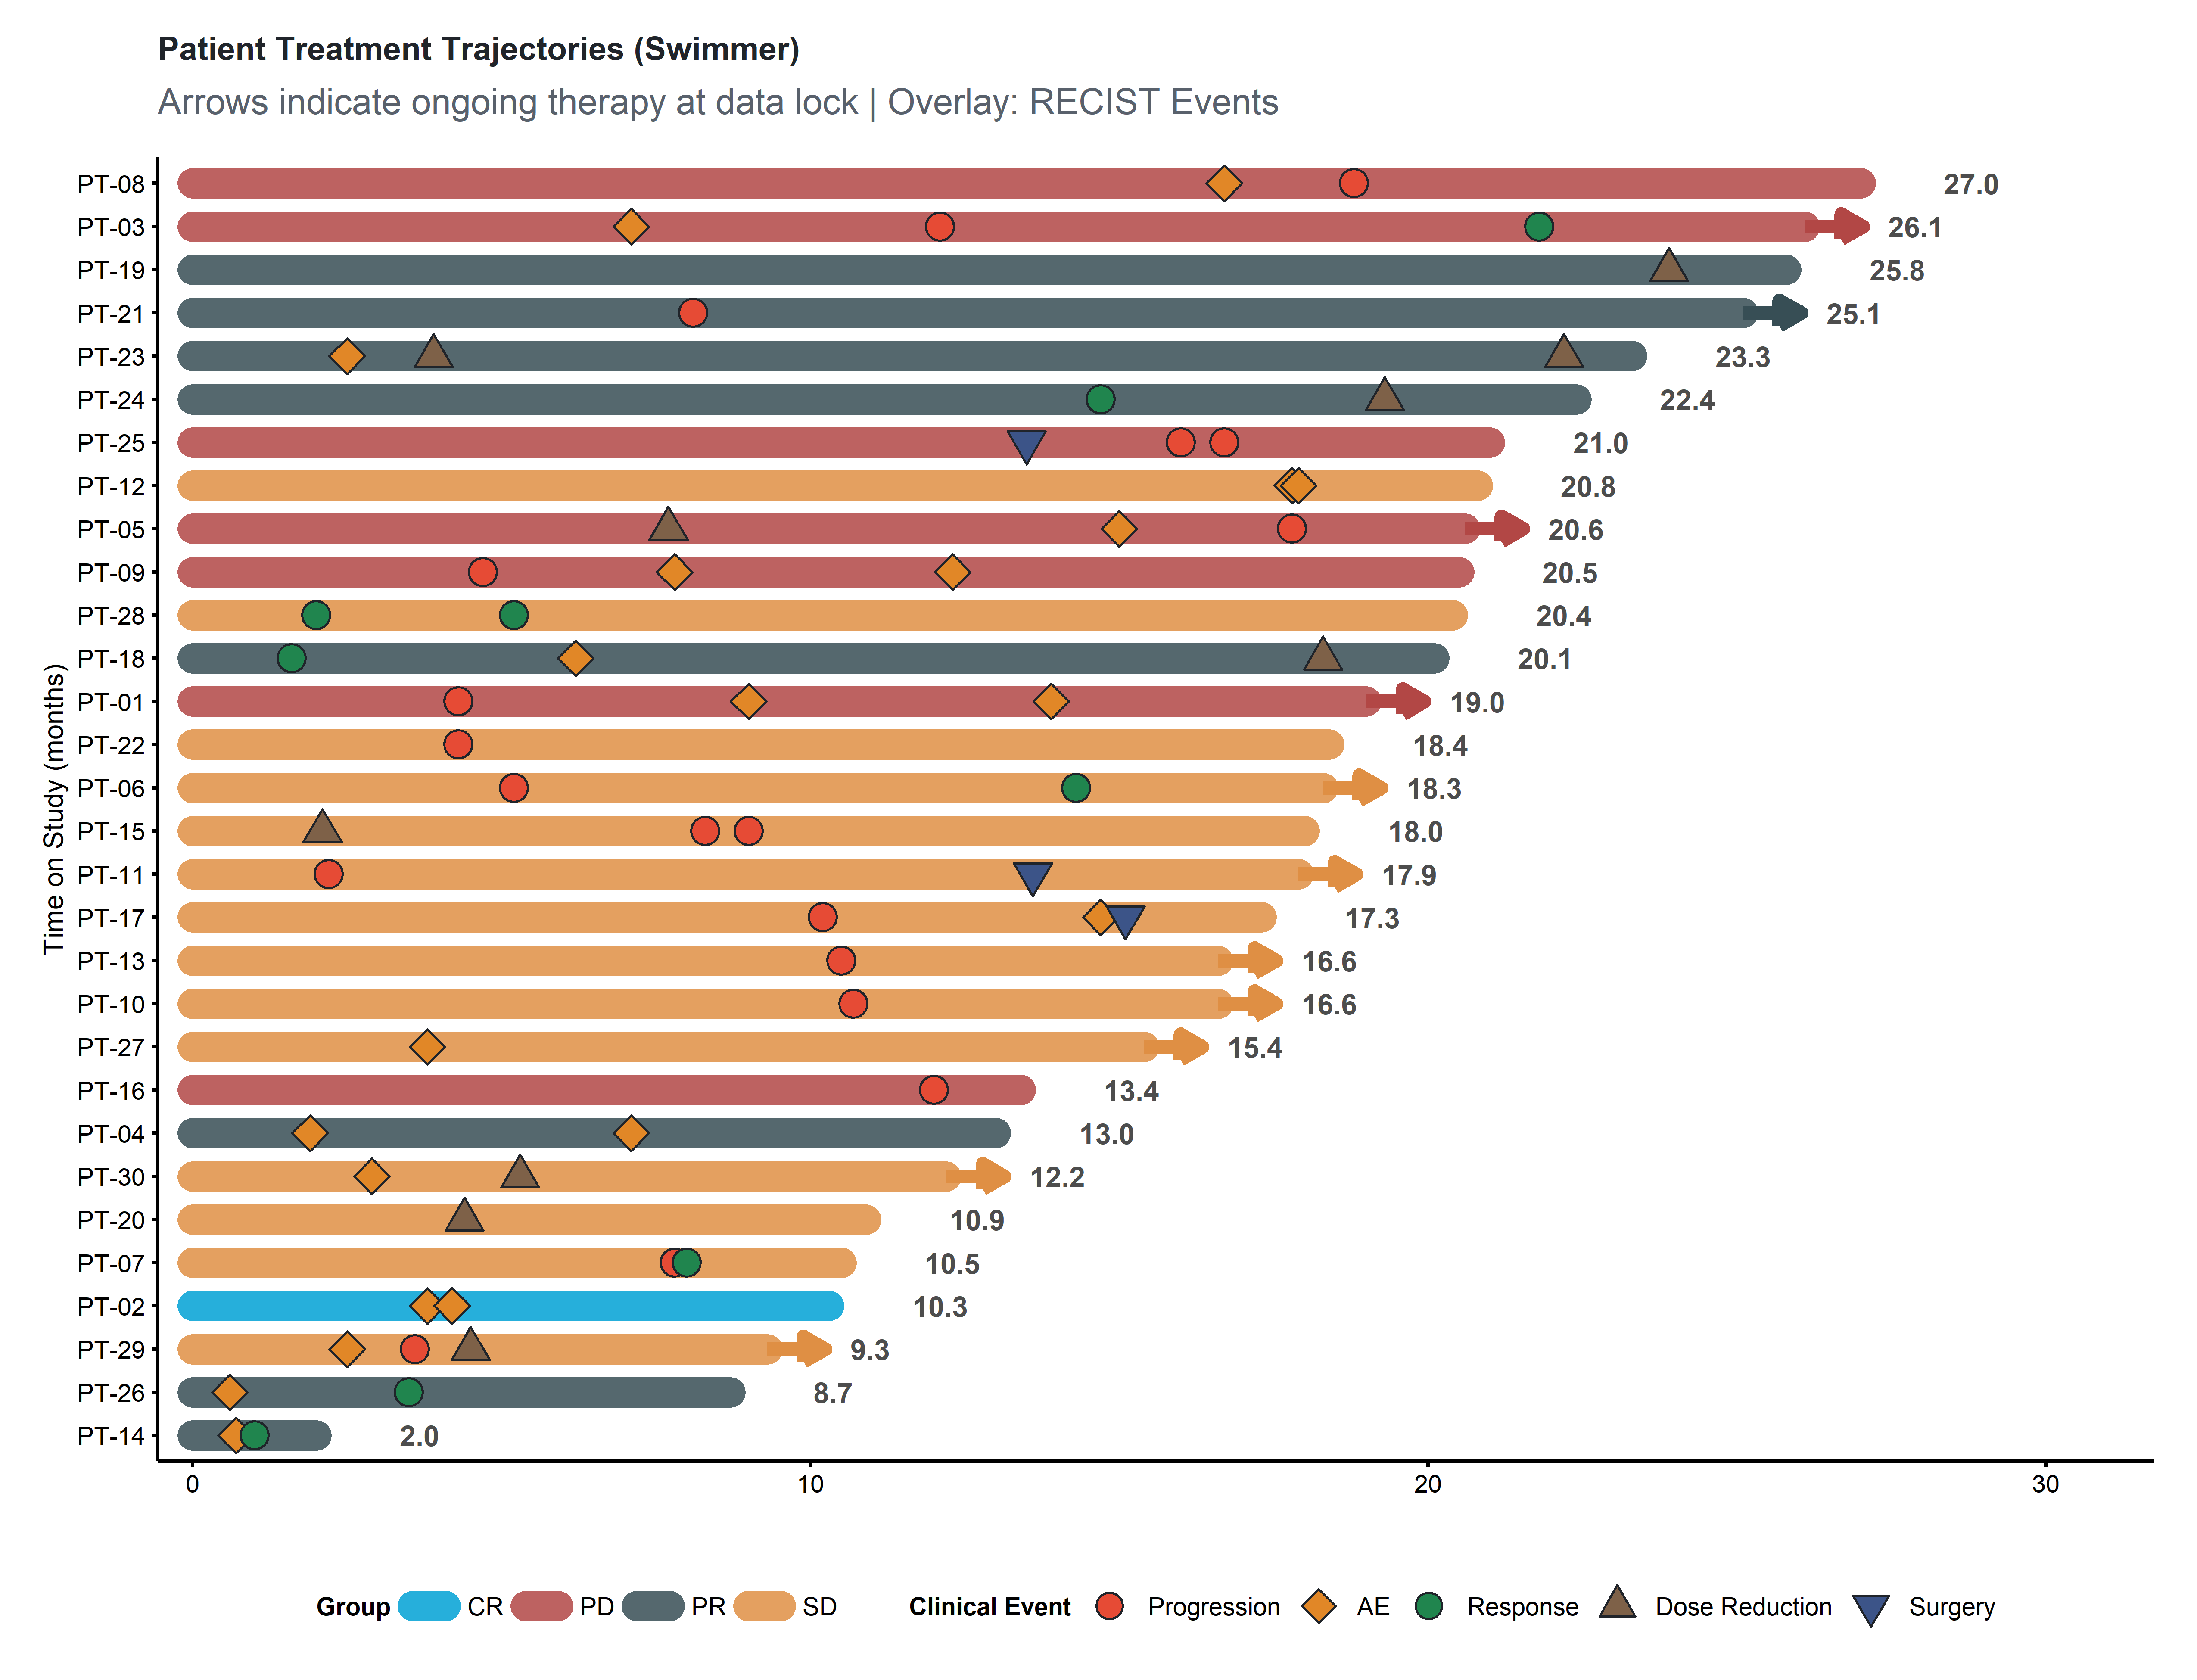 Patient Treatment Trajectories (Swimmer)
Arrows indicate ongoing therapy at data lock | Overlay: RECIST Events
Time on Study (months)
PT-08 27.0
PT-03 26.1
PT-19 25.8
PT-21 25.1
PT-23 23.3
PT-24 22.4
PT-25 21.0
PT-12 20.8
PT-05 20.6
PT-09 20.5
PT-28 20.4
PT-18 20.1
PT-01 19.0
PT-22 18.4
PT-06 18.3
PT-15 18.0
PT-11 17.9
PT-17 17.3
PT-13 16.6
PT-10 16.6
PT-27 15.4
PT-16 13.4
PT-04 13.0
PT-30 12.2
PT-20 10.9
PT-07 10.5
PT-02 10.3
PT-29 9.3
PT-26 8.7
PT-14 2.0
0 10 20 30
Group CR PD PR SD Clinical Event Progression AE Response Dose Reduction Surgery